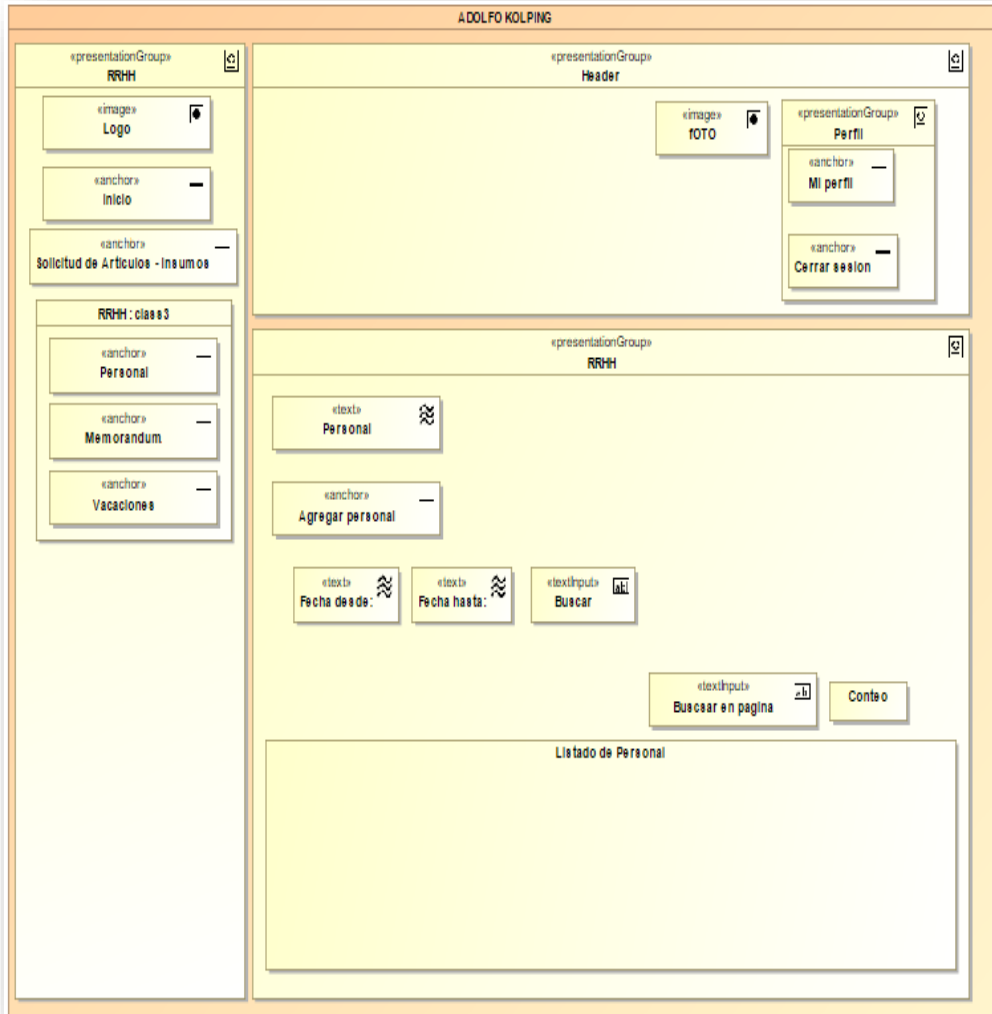 ADOLFO KOLPING
«presentationGroup»
RRHH
«image»
Logo
«anchor»
Inicio
«anchor»
Solicitud de Articulos - Insumos
RRHH : class3
«anchor»
Personal
«anchor»
Memorandum
«anchor»
Vacaciones
«presentationGroup»
Header
«image»
fOTO
«presentationGroup»
Perfil
«anchor»
Mi perfil
«anchor»
Cerrar sesion
«presentationGroup»
RRHH
«text»
Personal
«anchor»
Agregar personal
«text»
Fecha desde:
«text»
Fecha hasta:
«textInput»
Buscar
«textInput»
Buscsar en pagina
Conteo
Listado de Personal